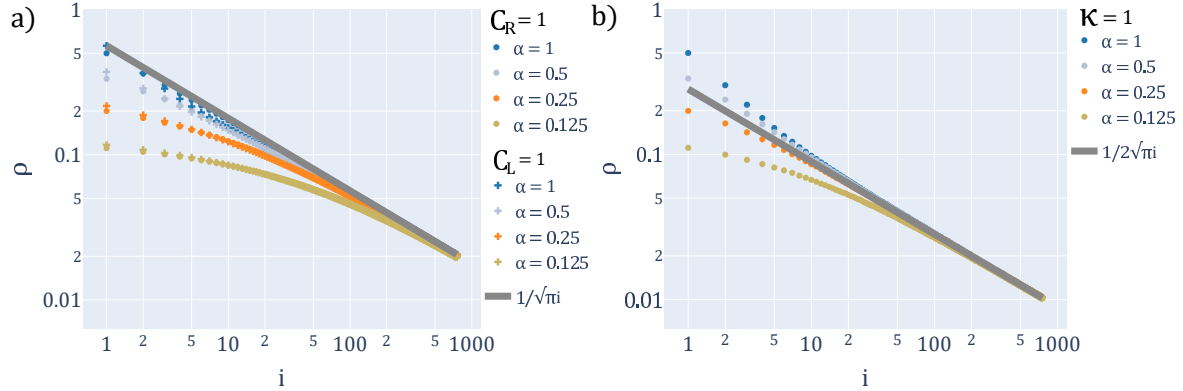 a)
1
5
2
0.1
5
2
0.01
ρ
1
2
5
10
2
5
100
2
5
1000
i
C_R = 1
α = 1
α = 0.5
α = 0.25
α = 0.125
C_L = 1
α = 1
α = 0.5
α = 0.25
α = 0.125
1/√πi
b)
1
5
2
0.1
5
2
0.01
ρ
1
2
5
10
2
5
100
2
5
1000
i
κ = 1
α = 1
α = 0.5
α = 0.25
α = 0.125
1/2√πi